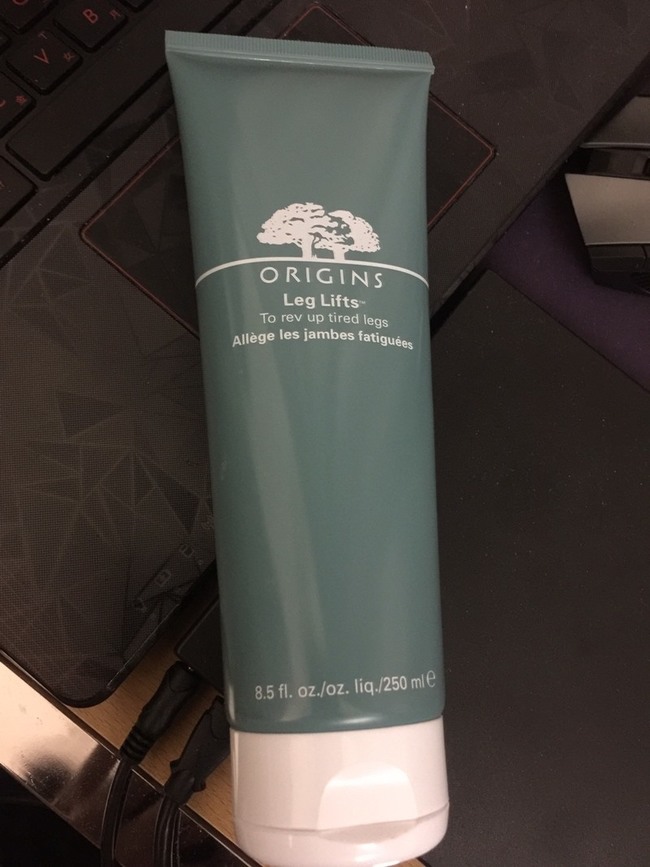 ORIGINS
Leg Lifts™
To rev up tired legs
Allège les jambes fatiguées
8.5 fl. oz./oz. liq./250 ml ℮
V
B